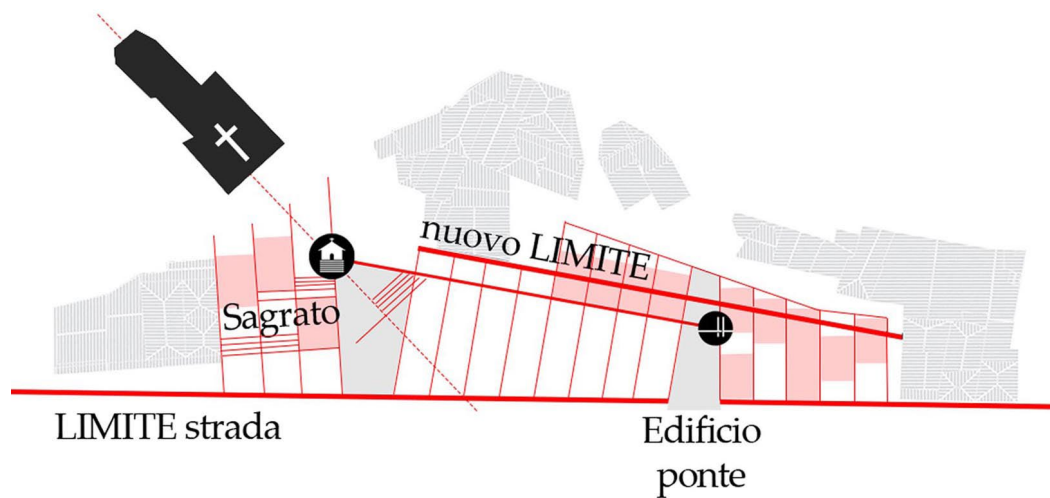 nuovo LIMITE
Sagrato
LIMITE strada
Edificio
ponte